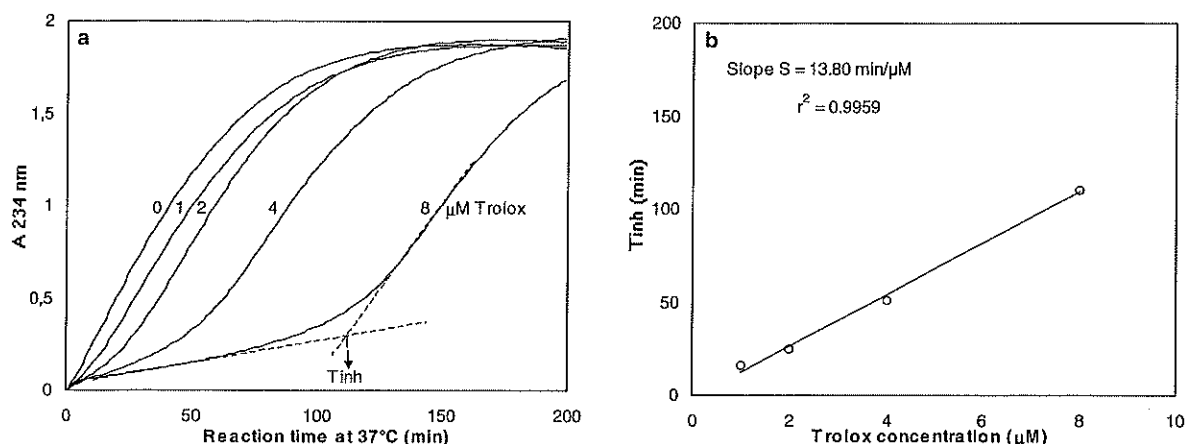 a
2
1,5
1
0,5
0
A 234 nm
0 1 2 4 8 µM Trolox
Tinh
0 50 100 150 200
Reaction time at 37°C (min)
b
200
150
100
50
0
Tinh (min)
Slope S = 13.80 min/µM
r² = 0.9959
0 2 4 6 8 10
Trolox concentration (µM)